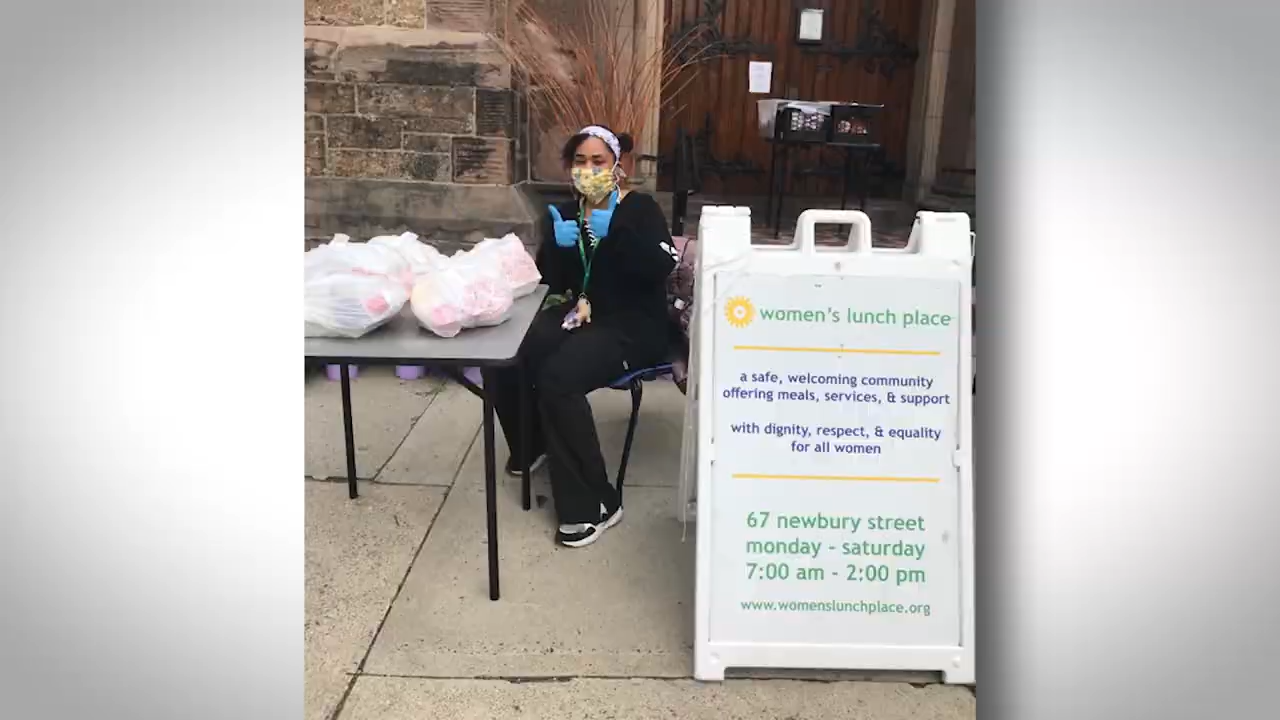 women's lunch place
a safe, welcoming community
offering meals, services, & support
with dignity, respect, & equality
for all women
67 newbury street
monday - saturday
7:00 am - 2:00 pm
www.womenslunchplace.org